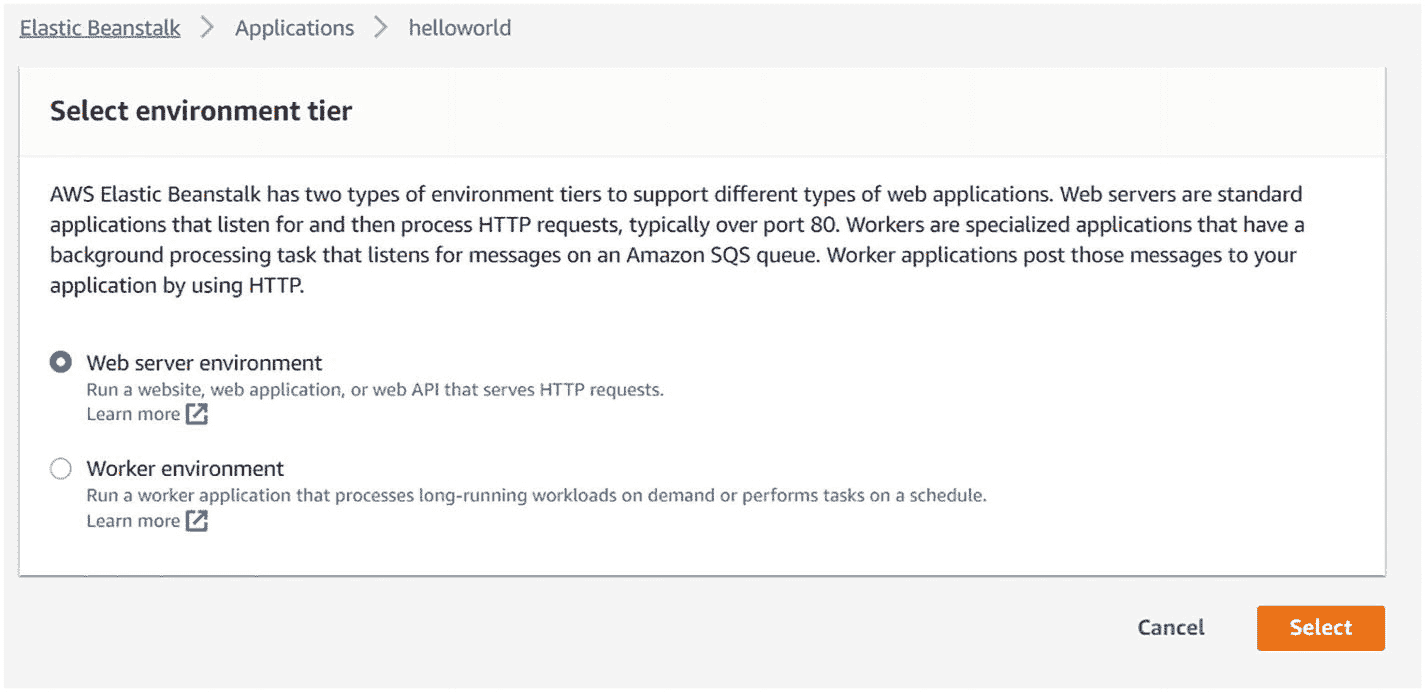 Elastic Beanstalk > Applications > helloworld
Select environment tier
AWS Elastic Beanstalk has two types of environment tiers to support different types of web applications. Web servers are standard
applications that listen for and then process HTTP requests, typically over port 80. Workers are specialized applications that have a
background processing task that listens for messages on an Amazon SQS queue. Worker applications post those messages to your
application by using HTTP.
Web server environment
Run a website, web application, or web API that serves HTTP requests.
Learn more
Worker environment
Run a worker application that processes long-running workloads on demand or performs tasks on a schedule.
Learn more
Cancel Select